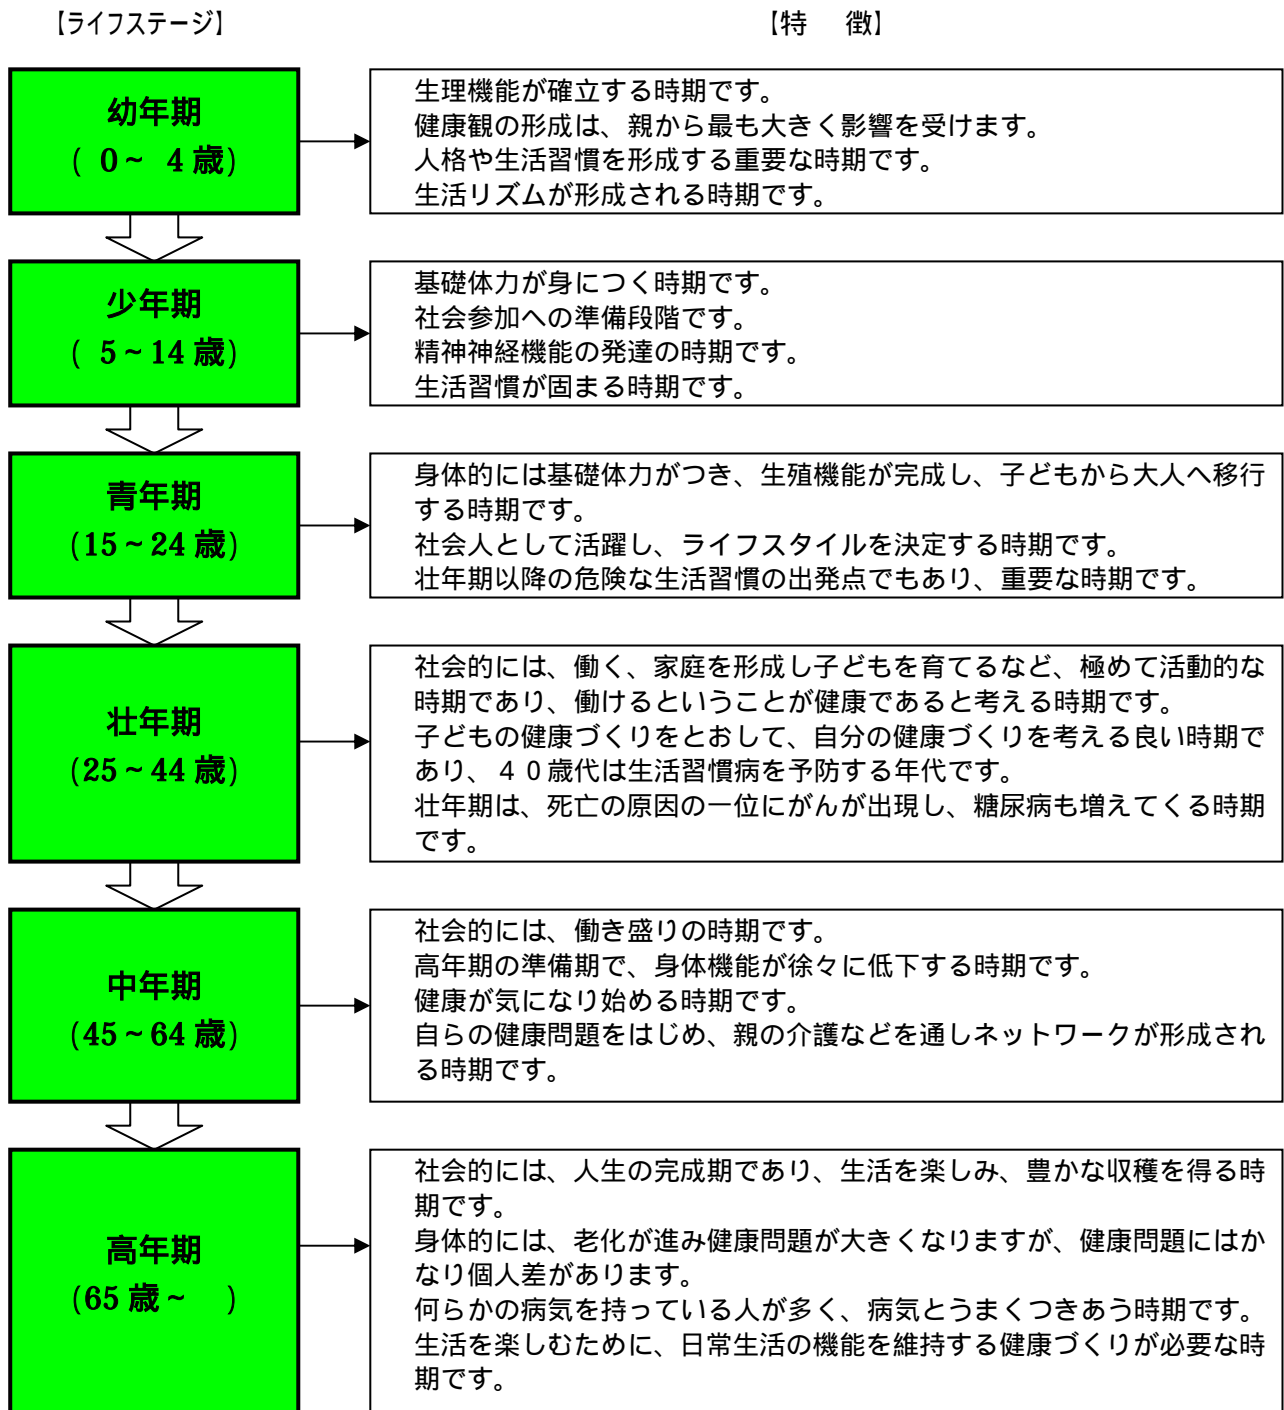 【ライフステージ】
【特　徴】
幼年期
( 0~ 4 歳)
生理機能が確立する時期です。
健康観の形成は、親から最も大きく影響を受けます。
人格や生活習慣を形成する重要な時期です。
生活リズムが形成される時期です。
少年期
( 5~14 歳)
基礎体力が身につく時期です。
社会参加への準備段階です。
精神神経機能の発達の時期です。
生活習慣が固まる時期です。
青年期
(15~24 歳)
身体的には基礎体力がつき、生殖機能が完成し、子どもから大人へ移行
する時期です。
社会人として活躍し、ライフスタイルを決定する時期です。
壮年期以降の危険な生活習慣の出発点でもあり、重要な時期です。
壮年期
(25~44 歳)
社会的には、働く、家庭を形成し子どもを育てるなど、極めて活動的な
時期であり、働けるということが健康であると考える時期です。
子どもの健康づくりをとおして、自分の健康づくりを考える良い時期で
あり、４０歳代は生活習慣病を予防する年代です。
壮年期は、死亡の原因の一位にがんが出現し、糖尿病も増えてくる時期
です。
中年期
(45~64 歳)
社会的には、働き盛りの時期です。
高年期の準備期で、身体機能が徐々に低下する時期です。
健康が気になり始める時期です。
自らの健康問題をはじめ、親の介護などを通しネットワークが形成され
る時期です。
高年期
(65 歳~　)
社会的には、人生の完成期であり、生活を楽しみ、豊かな収穫を得る時
期です。
身体的には、老化が進み健康問題が大きくなりますが、健康問題にはか
なり個人差があります。
何らかの病気を持っている人が多く、病気とうまくつきあう時期です。
生活を楽しむために、日常生活の機能を維持する健康づくりが必要な時
期です。